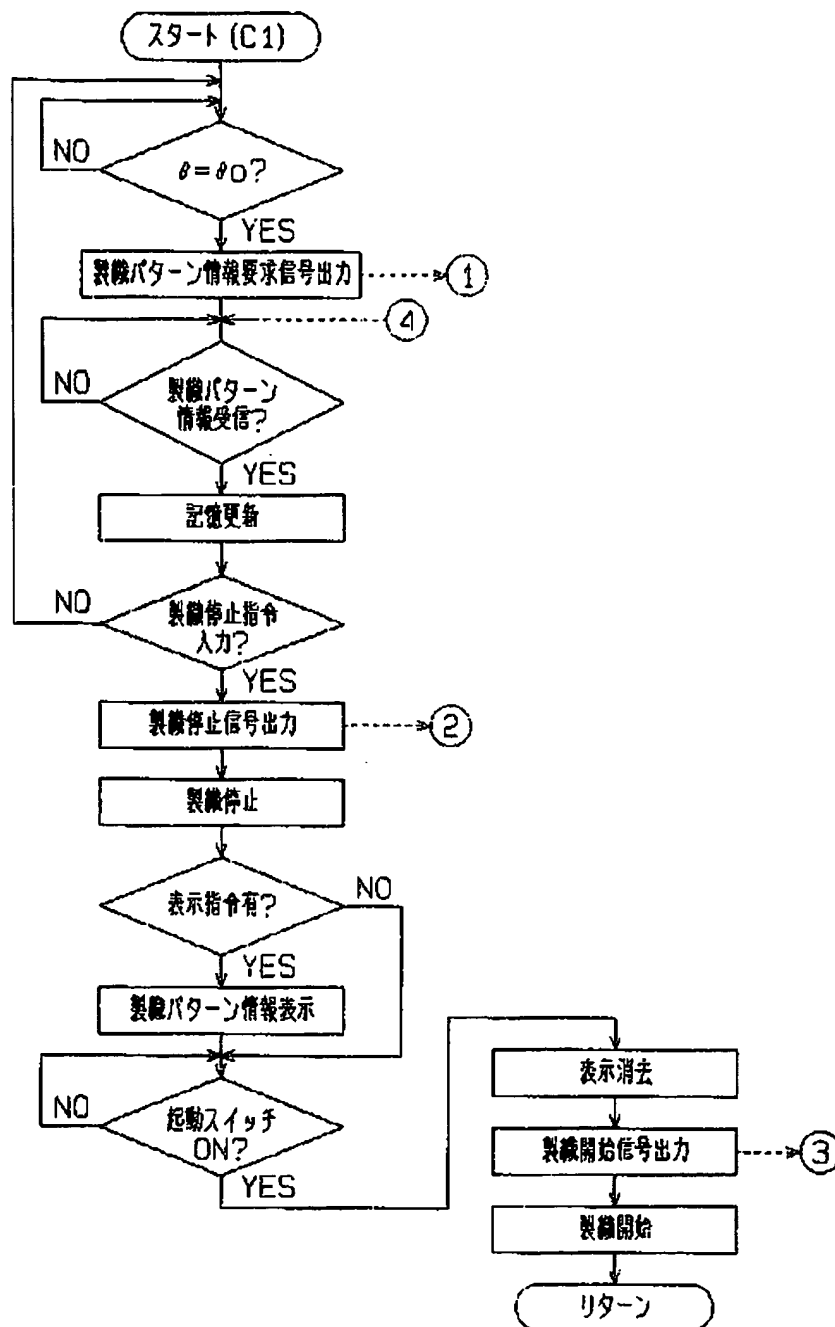 スタート(C1)
θ=θ0?
NO
YES
製織パターン情報要求信号出力
①
④
製織パターン
情報受信?
NO
YES
記憶更新
製織停止指令
入力?
NO
YES
製織停止信号出力
②
製織停止
表示指令有?
NO
YES
製織パターン情報表示
起動スイッチ
ON?
NO
YES
表示消去
製織開始信号出力
③
製織開始
リターン